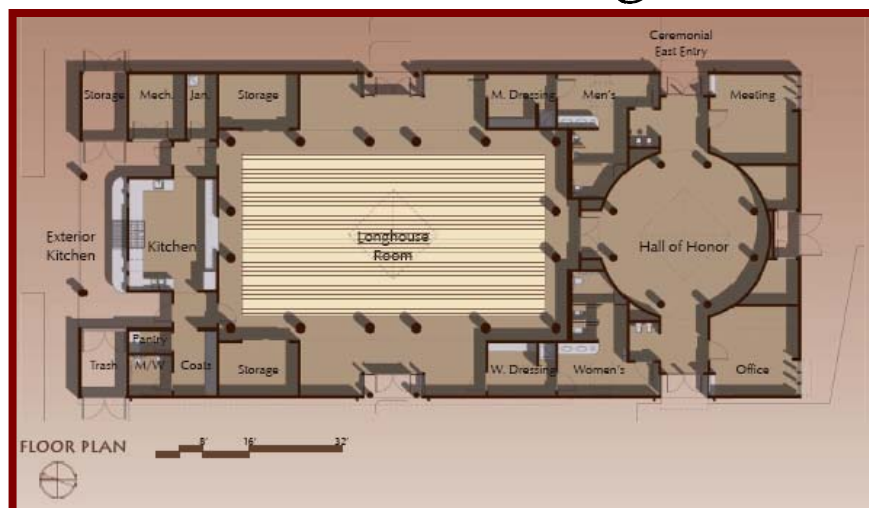 Ceremonial
East Entry
Storage
Mech.
Jan.
Storage
M. Dressing
Men's
Meeting
Exterior
Kitchen
Kitchen
Longhouse
Room
Hall of Honor
Pantry
Trash
M/W
Coats
Storage
W. Dressing
Women's
Office
FLOOR PLAN
8'
16'
32'